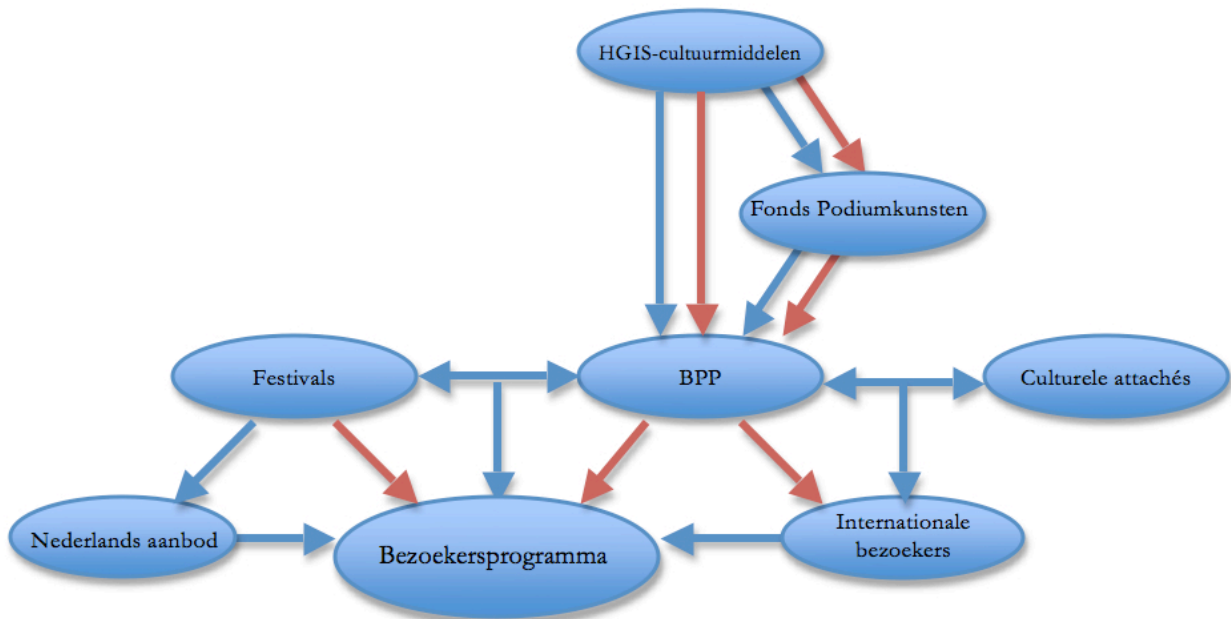 HGIS-cultuurmiddelen
Fonds Podiumkunsten
Festivals
BPP
Culturele attachés
Nederlands aanbod
Bezoekersprogramma
Internationale
bezoekers